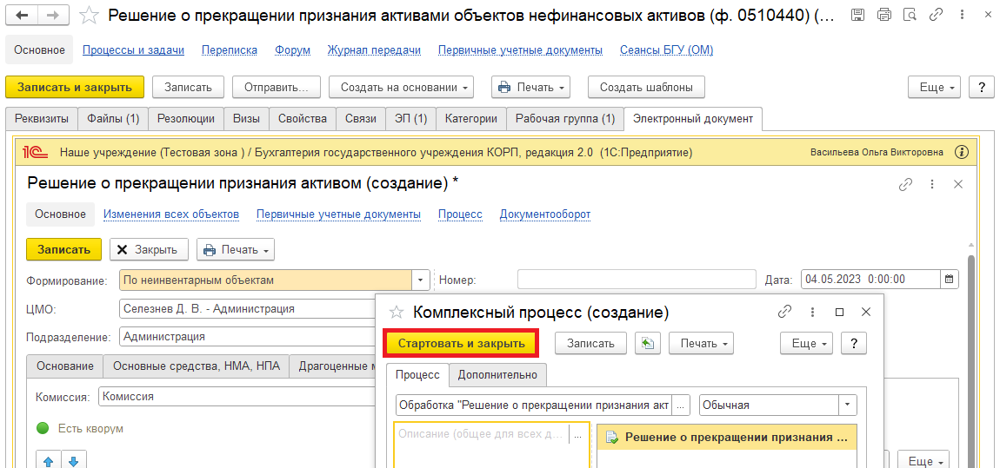 Решение о прекращении признания активами объектов нефинансовых активов (ф. 0510440) (...
Основное Процессы и задачи Переписка Форум Журнал передачи Первичные учетные документы Сеансы БГУ (ОМ)
Записать и закрыть Записать Отправить... Создать на основании Печать Создать шаблоны Еще ?
Реквизиты Файлы (1) Резолюции Визы Свойства Связи ЭП (1) Категории Рабочая группа (1) Электронный документ
1С Наше учреждение (Тестовая зона ) / Бухгалтерия государственного учреждения КОРП, редакция 2.0 (1С:Предприятие) Васильева Ольга Викторовна
Решение о прекращении признания активом (создание) *
Основное Изменения всех объектов Первичные учетные документы Процесс Документооборот
Записать Закрыть Печать
Формирование: По неинвентарным объектам Номер: Дата: 04.05.2023 0:00:00
ЦМО: Селезнев Д. В. - Администрация
Подразделение: Администрация
Основание Основные средства, НМА, НПА Драгоценные м
Комиссия: Комиссия
Есть кворум
Еще
Комплексный процесс (создание)
Стартовать и закрыть Записать Печать Еще ?
Процесс Дополнительно
Обработка "Решение о прекращении признания акт ... Обычная
Описание (общее для всех д... ... Решение о прекращении признания ...